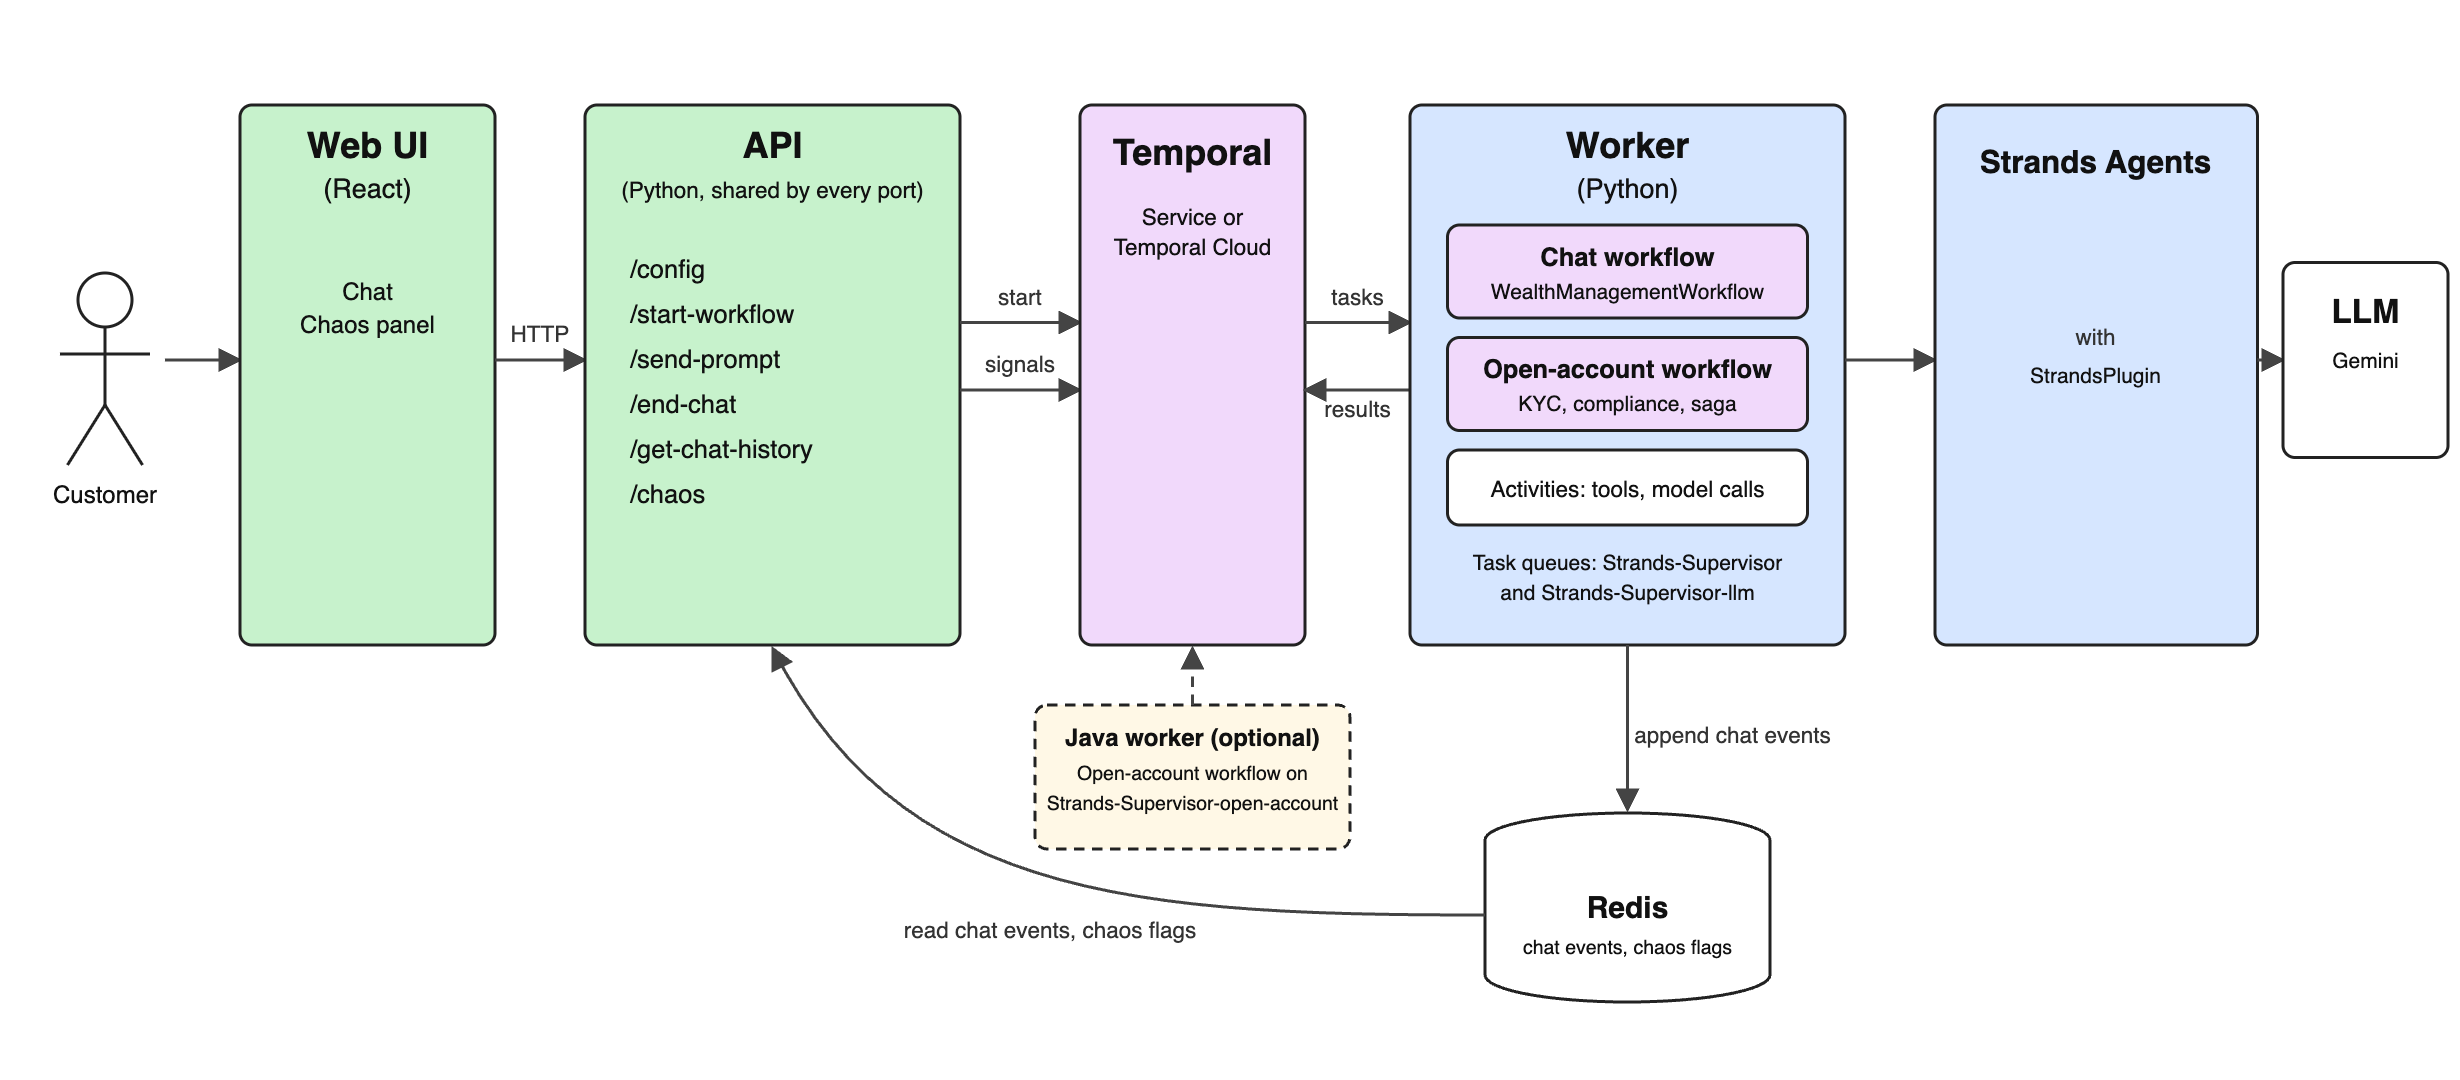 Customer
Web UI
(React)
Chat
Chaos panel
HTTP
API
(Python, shared by every port)
/config
/start-workflow
/send-prompt
/end-chat
/get-chat-history
/chaos
start
signals
Temporal
Service or
Temporal Cloud
tasks
results
Worker
(Python)
Chat workflow
WealthManagementWorkflow
Open-account workflow
KYC, compliance, saga
Activities: tools, model calls
Task queues: Strands-Supervisor
and Strands-Supervisor-llm
Strands Agents
with
StrandsPlugin
LLM
Gemini
Java worker (optional)
Open-account workflow on
Strands-Supervisor-open-account
append chat events
read chat events, chaos flags
Redis
chat events, chaos flags